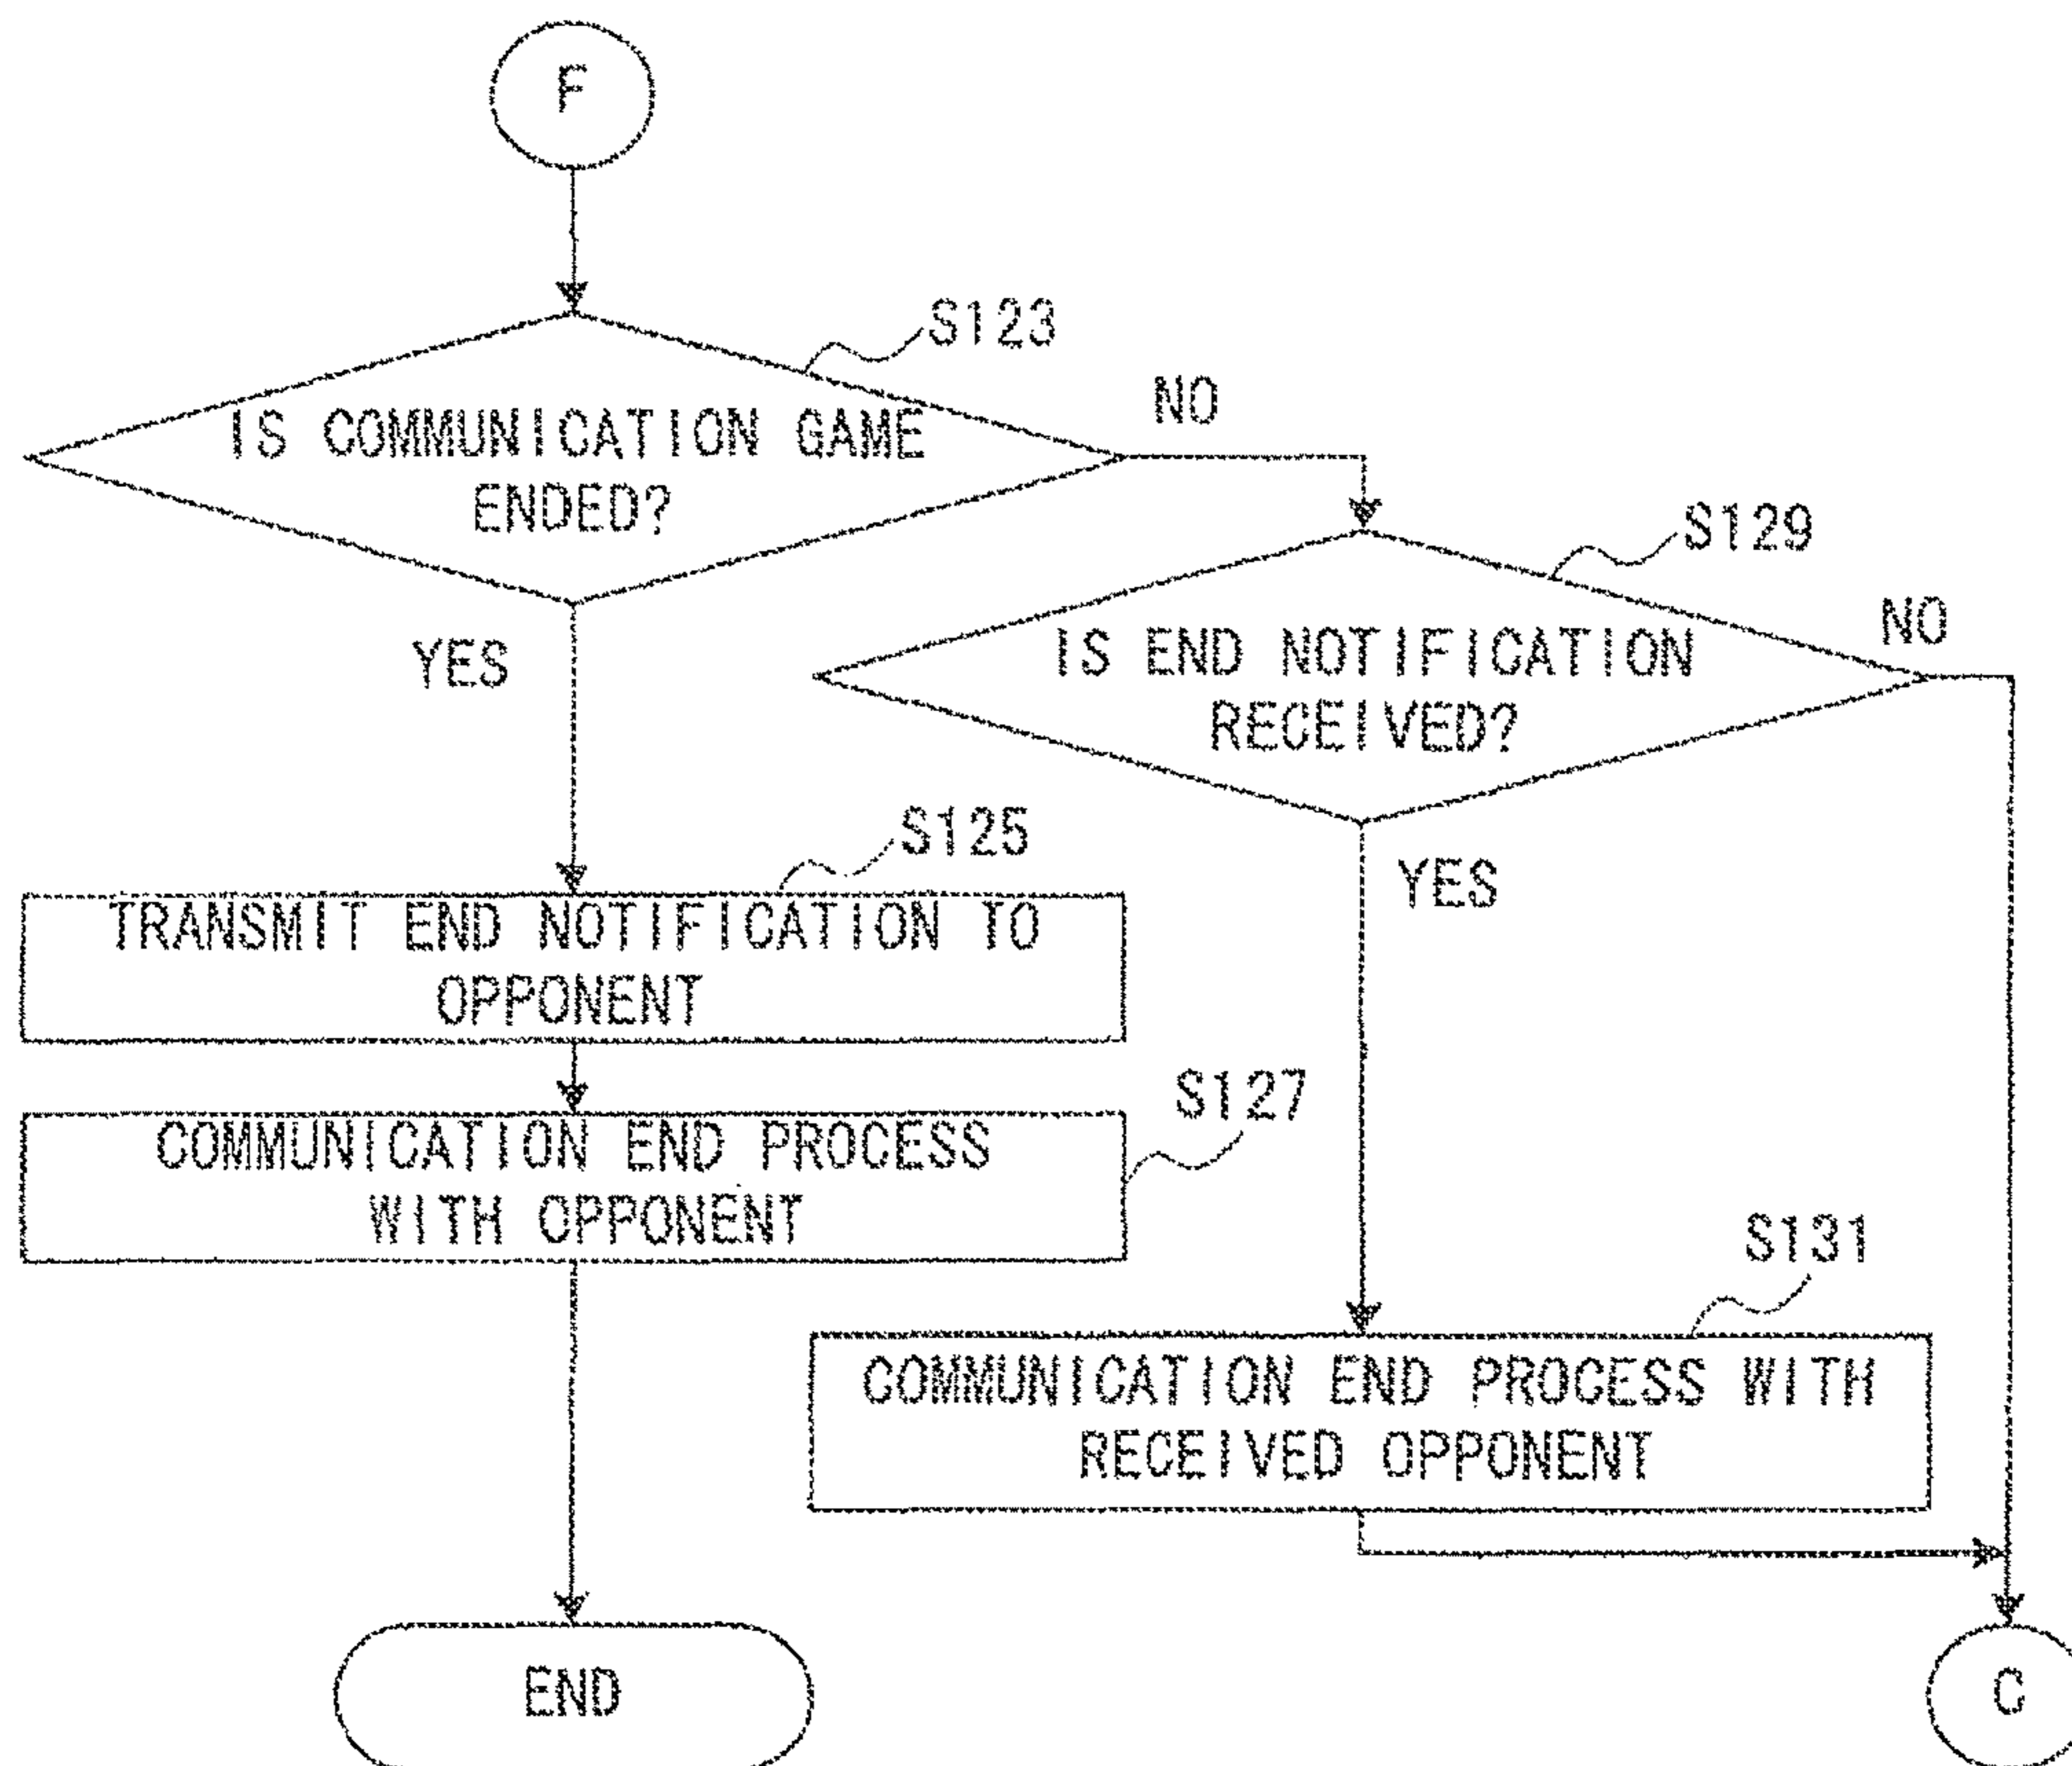 F
S123
IS COMMUNICATION GAME
ENDED?
NO
YES
S129
IS END NOTIFICATION
RECEIVED?
NO
YES
S125
TRANSMIT END NOTIFICATION TO
OPPONENT
S127
COMMUNICATION END PROCESS
WITH OPPONENT
S131
COMMUNICATION END PROCESS WITH
RECEIVED OPPONENT
END
C